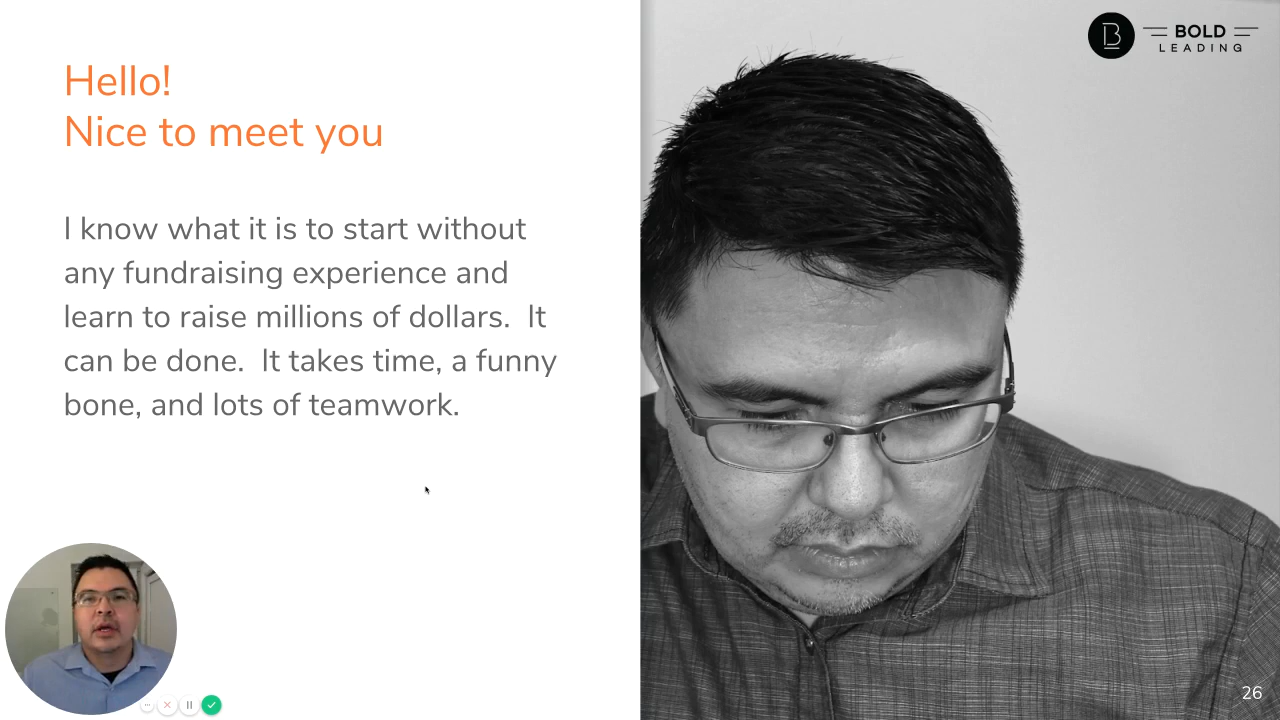 Hello!
Nice to meet you
I know what it is to start without
any fundraising experience and
learn to raise millions of dollars.  It
can be done.  It takes time, a funny
bone, and lots of teamwork.
B
BOLD
LEADING
26